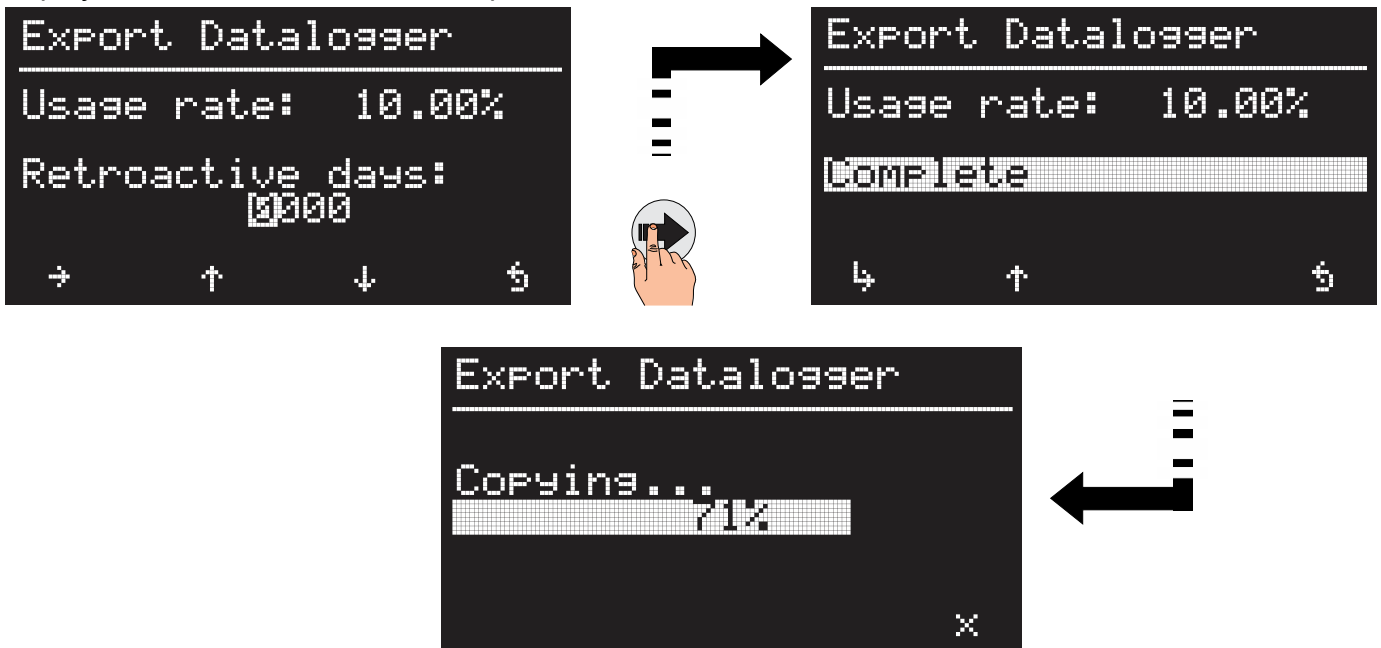 Export Datalogger
Usage rate: 10.00%
Retroactive days:
0000
→ ↑ ↓
Export Datalogger
Usage rate: 10.00%
Complete
↑
Export Datalogger
Copying...
71%
x